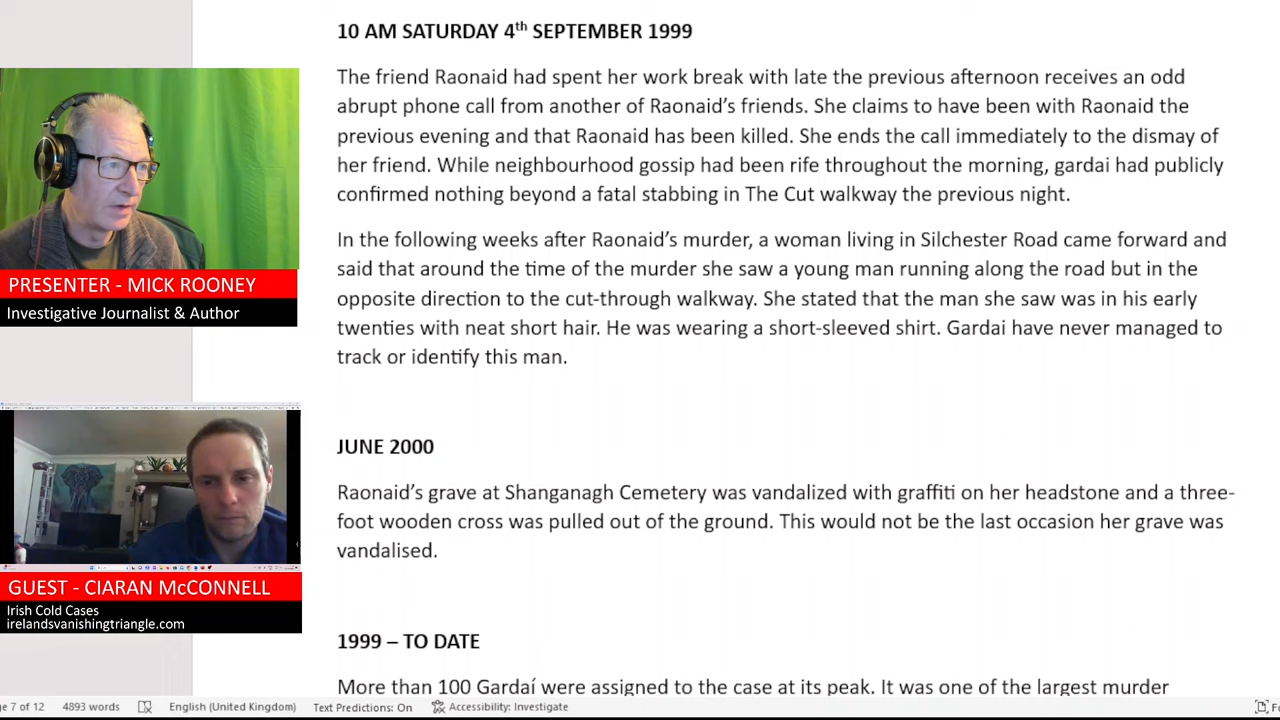 10 AM SATURDAY 4th SEPTEMBER 1999
The friend Raonaid had spent her work break with late the previous afternoon receives an odd
abrupt phone call from another of Raonaid's friends. She claims to have been with Raonaid the
previous evening and that Raonaid has been killed. She ends the call immediately to the dismay of
her friend. While neighbourhood gossip had been rife throughout the morning, gardai had publicly
confirmed nothing beyond a fatal stabbing in The Cut walkway the previous night.
In the following weeks after Raonaid's murder, a woman living in Silchester Road came forward and
said that around the time of the murder she saw a young man running along the road but in the
opposite direction to the cut-through walkway. She stated that the man she saw was in his early
twenties with neat short hair. He was wearing a short-sleeved shirt. Gardai have never managed to
track or identify this man.
JUNE 2000
Raonaid's grave at Shanganagh Cemetery was vandalized with graffiti on her headstone and a three-
foot wooden cross was pulled out of the ground. This would not be the last occasion her grave was
vandalised.
1999 – TO DATE
More than 100 Gardaí were assigned to the case at its peak. It was one of the largest murder
PRESENTER - MICK ROONEY
Investigative Journalist & Author
GUEST - CIARAN McCONNELL
Irish Cold Cases
irelandsvanishingtriangle.com
ge 7 of 12 4893 words English (United Kingdom) Text Predictions: On Accessibility: Investigate